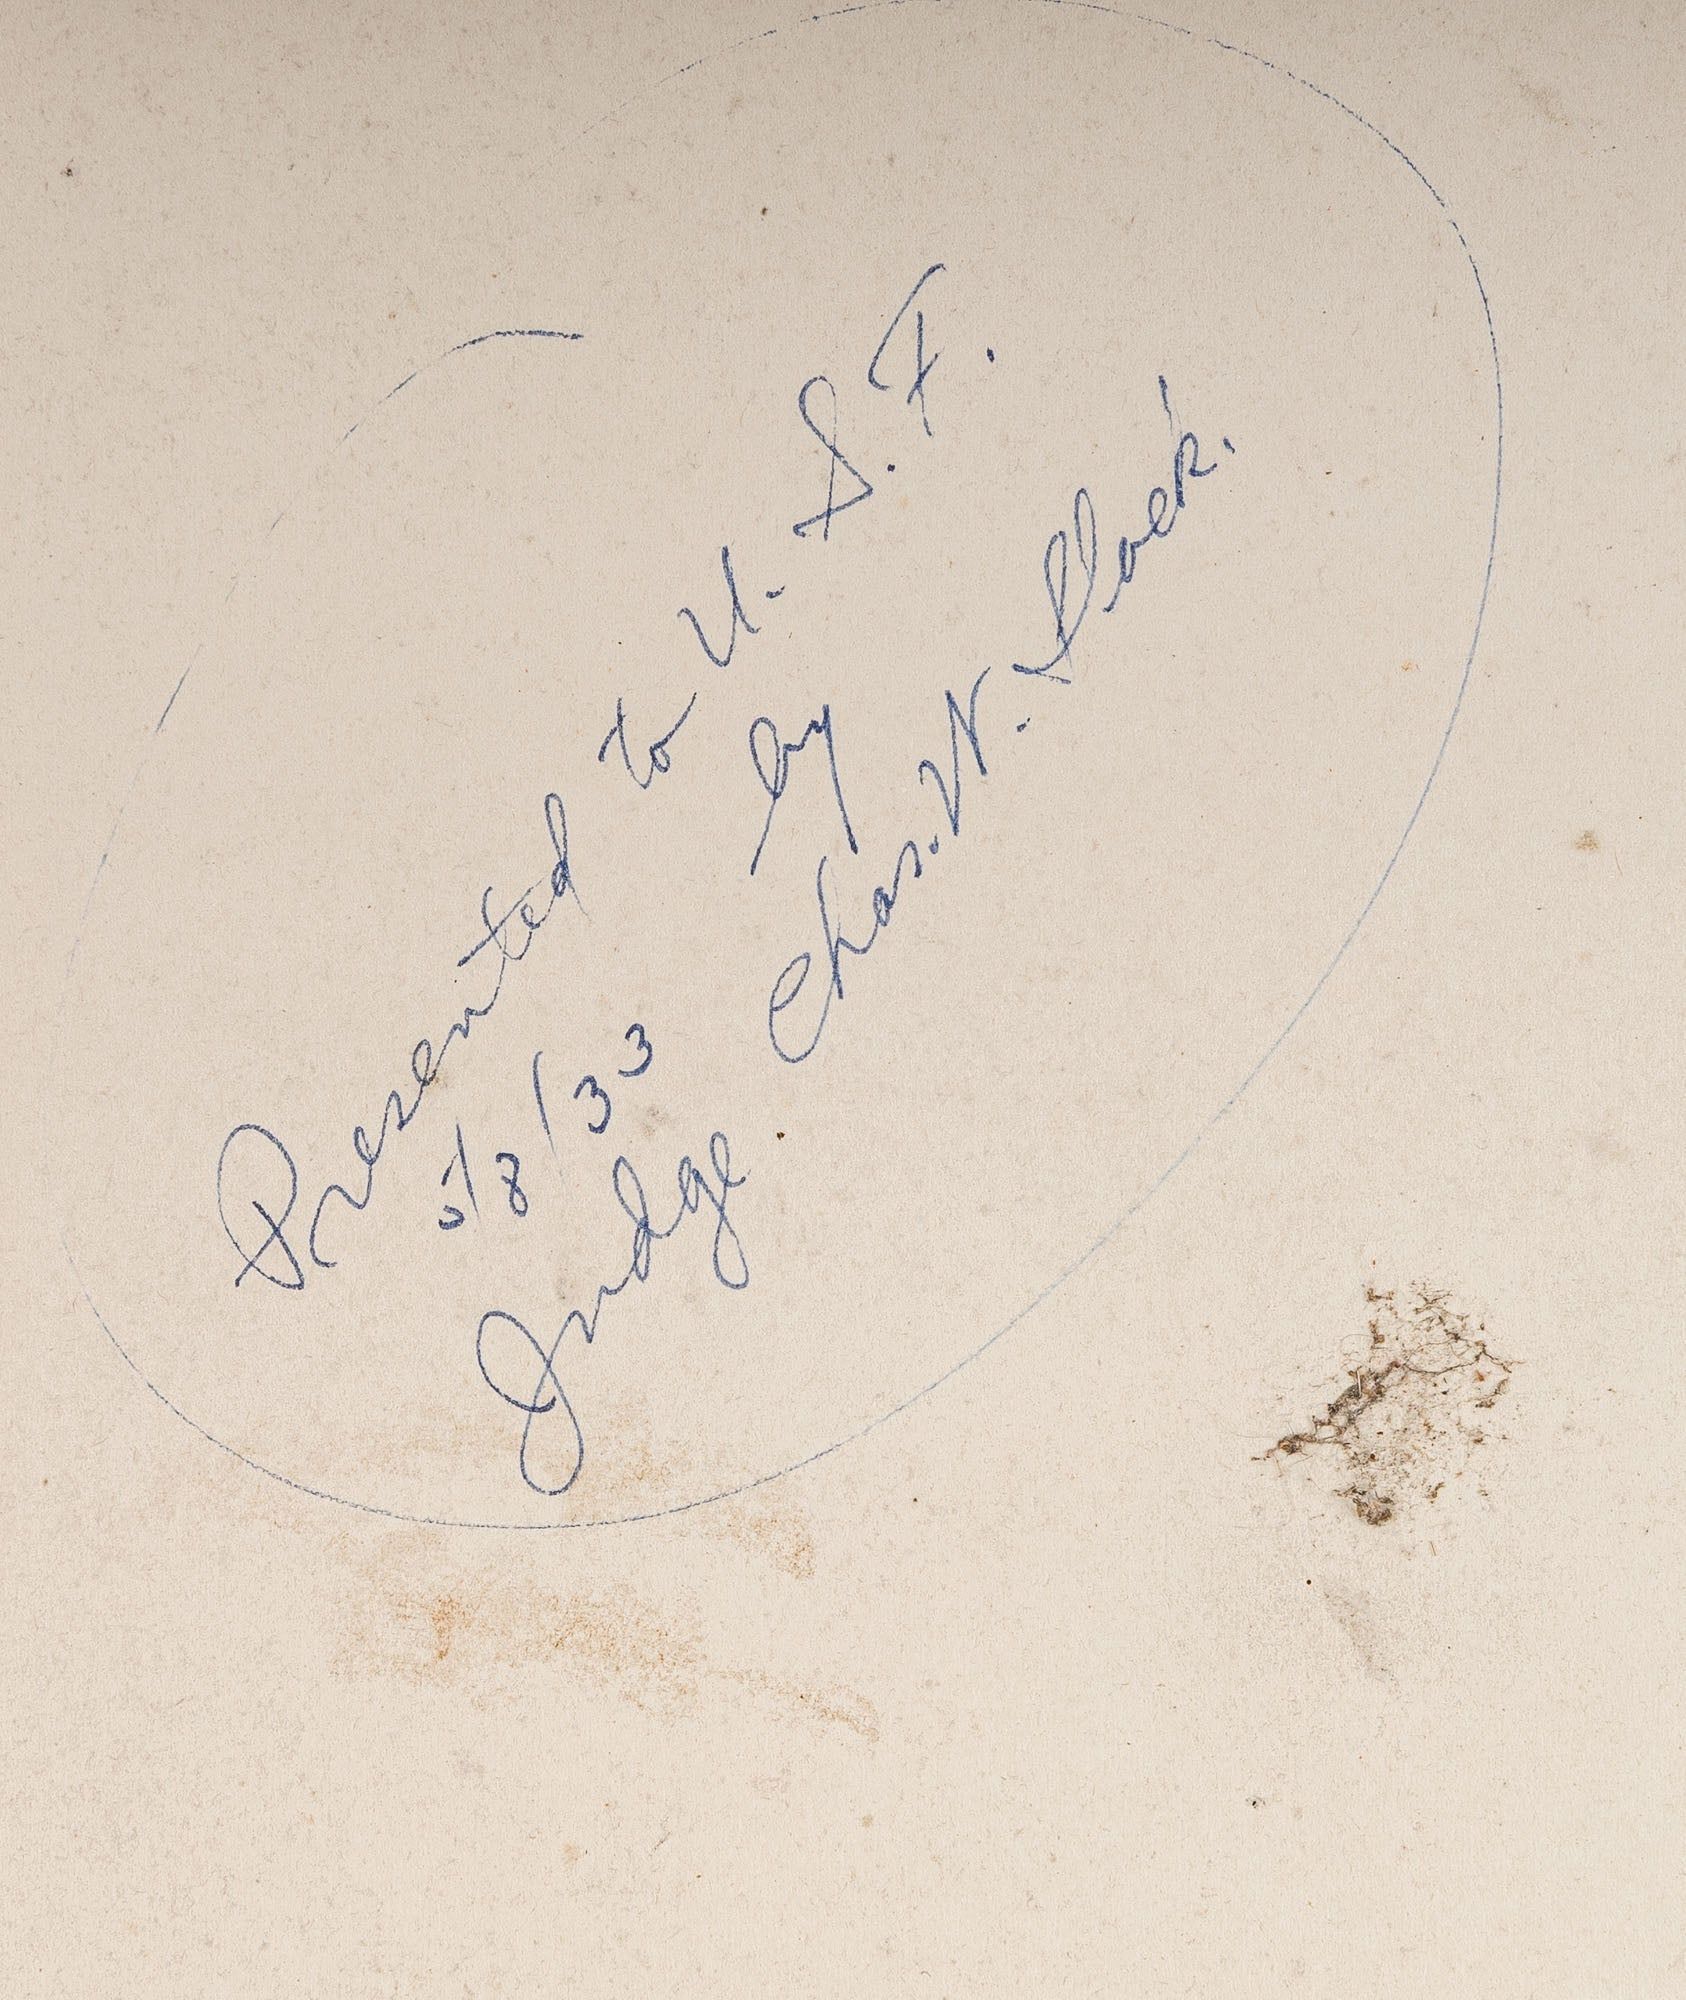 Presented to U. S. F.
5/8/33 by
Judge Chas. N. Slack.